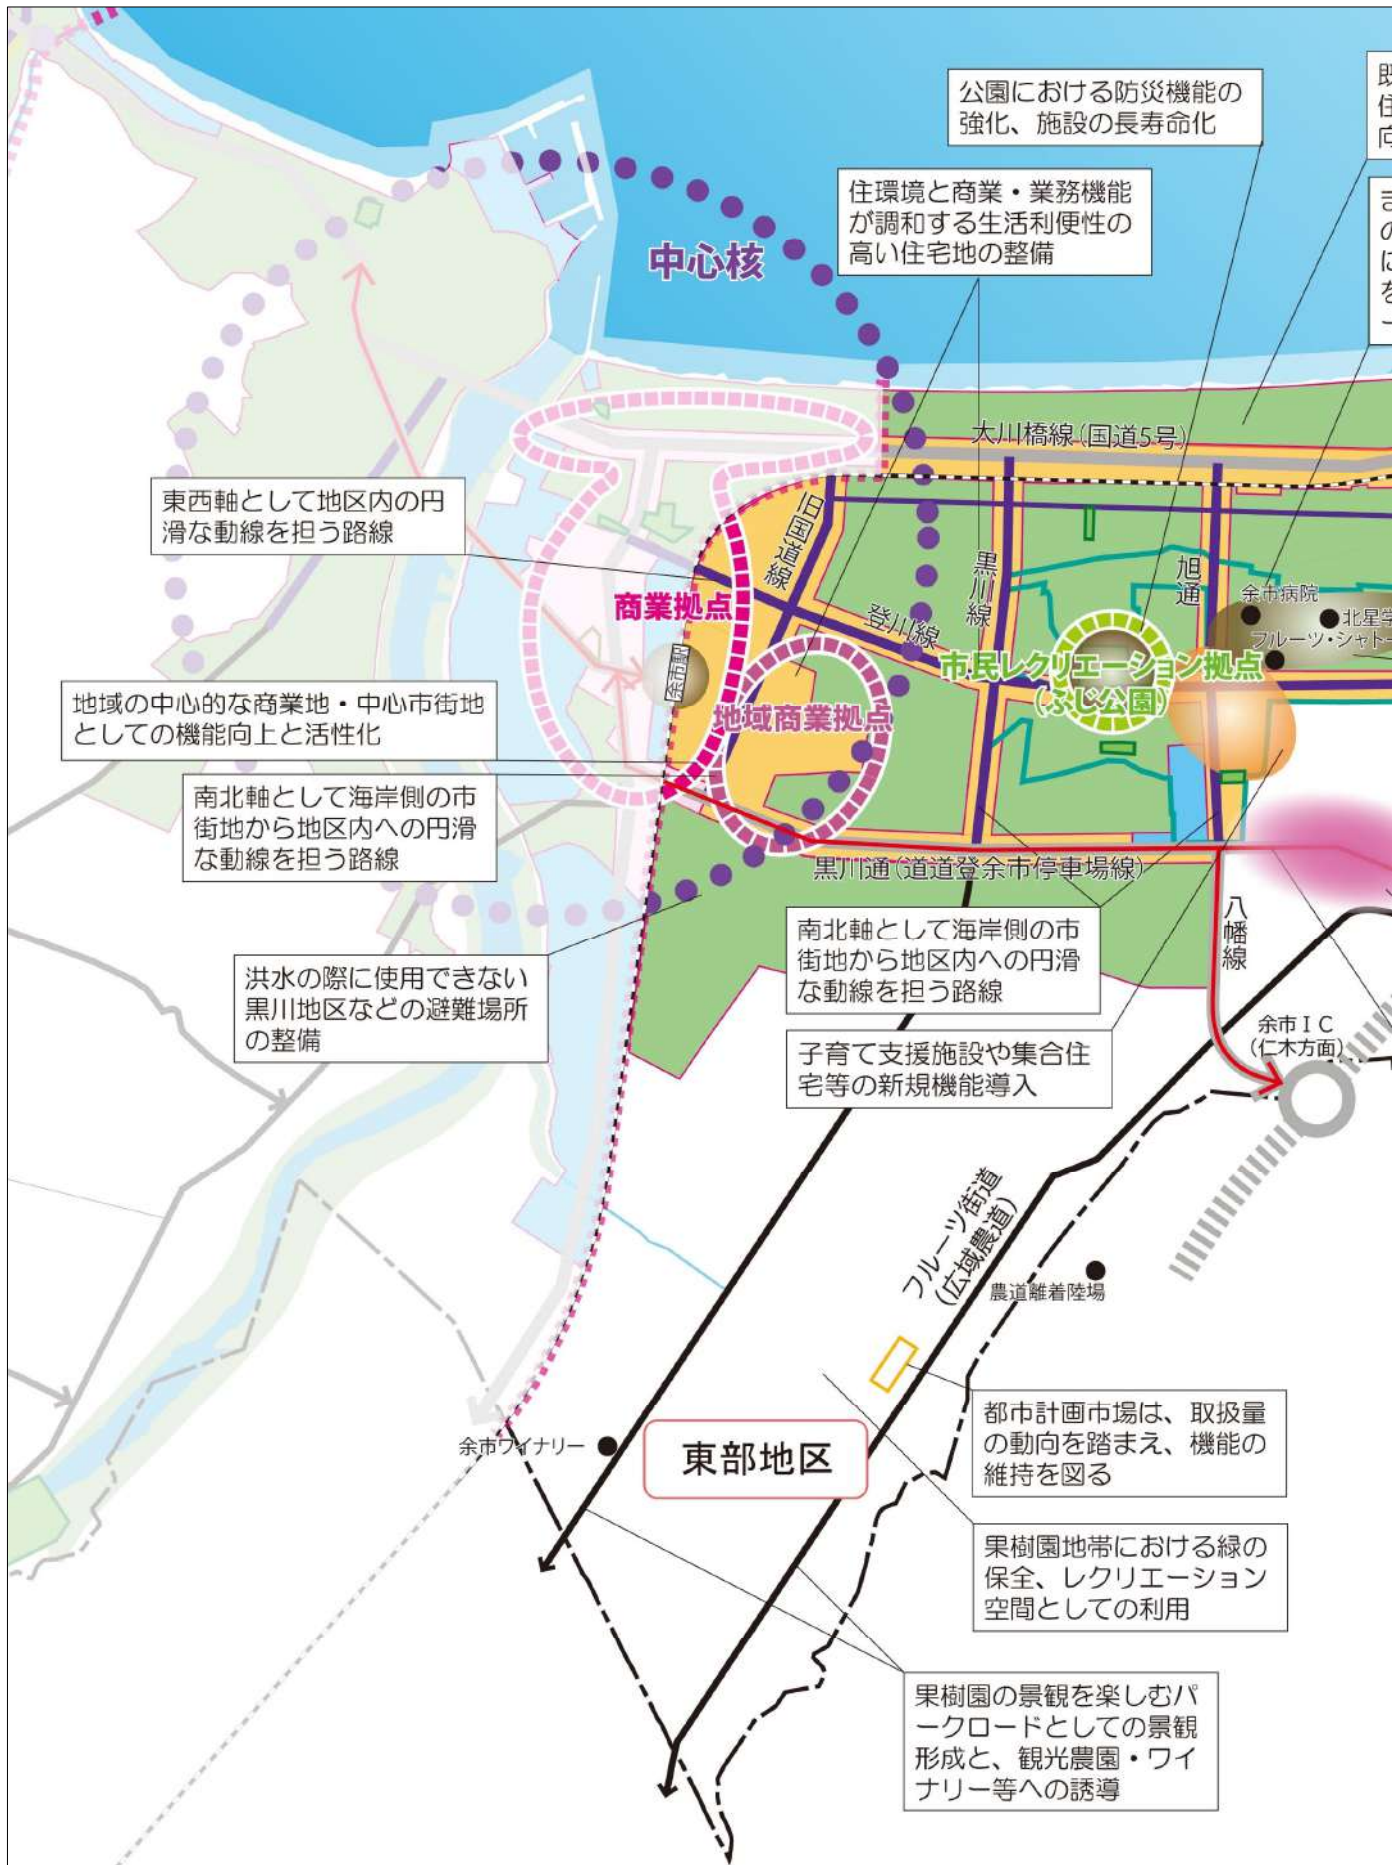 公園における防災機能の
強化、施設の長寿命化
既
住
向
住環境と商業・業務機能
が調和する生活利便性の
高い住宅地の整備
の
に
を
中心核
大川橋線(国道5号)
東西軸として地区内の円
滑な動線を担う路線
旧国道線
黒川線
旭通
登川線
余市病院
北星学
フルーツ・シャトー
商業拠点
余市駅
市民レクリエーション拠点
(ふじ公園)
地域商業拠点
地域の中心的な商業地・中心市街地
としての機能向上と活性化
南北軸として海岸側の市
街地から地区内への円滑
な動線を担う路線
黒川通(道道登余市停車場線)
八幡線
南北軸として海岸側の市
街地から地区内への円滑
な動線を担う路線
洪水の際に使用できない
黒川地区などの避難場所
の整備
余市IC
(仁木方面)
子育て支援施設や集合住
宅等の新規機能導入
フルーツ街道
(広域農道)
農道離着陸場
都市計画市場は、取扱量
の動向を踏まえ、機能の
維持を図る
余市ワイナリー
東部地区
果樹園地帯における緑の
保全、レクリエーション
空間としての利用
果樹園の景観を楽しむパ
ークロードとしての景観
形成と、観光農園・ワイ
ナリー等への誘導